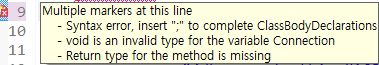 9 Multiple markers at this line
10 - Syntax error, insert ";" to complete ClassBodyDeclarations
11 - void is an invalid type for the variable Connection
12 - Return type for the method is missing